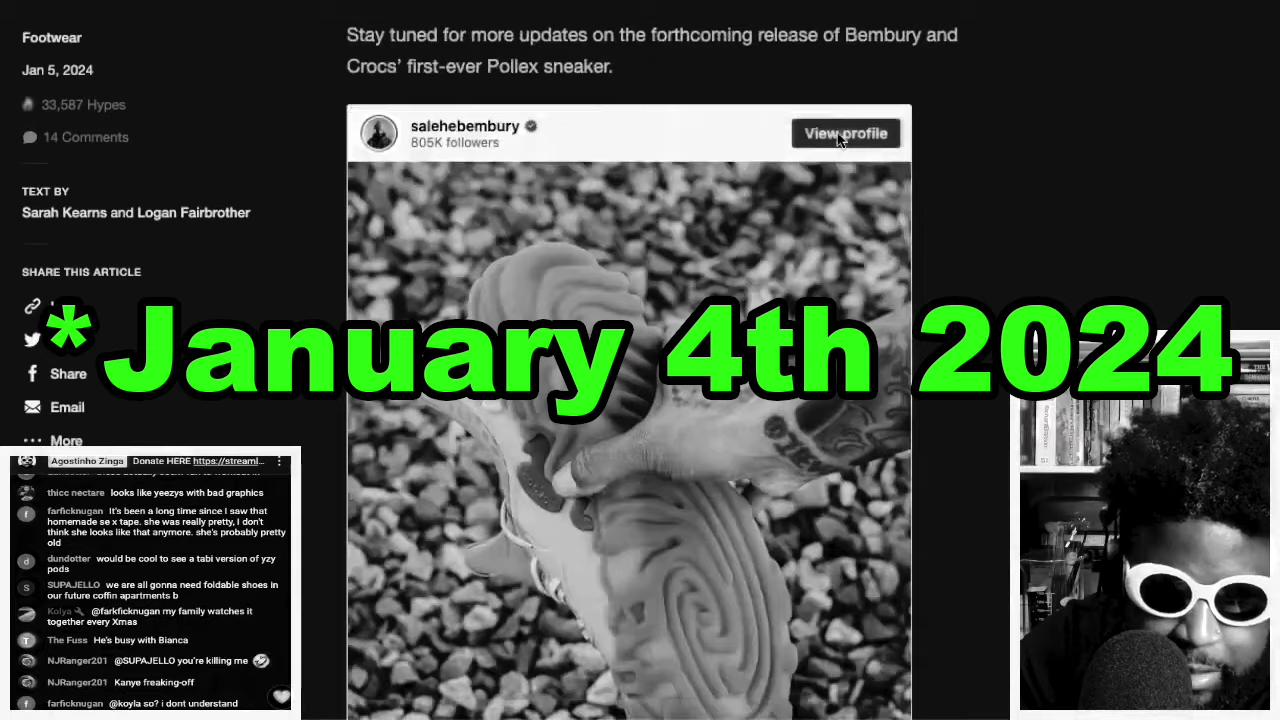 Footwear
Jan 5, 2024
33,587 Hypes
14 Comments
TEXT BY
Sarah Kearns and Logan Fairbrother
SHARE THIS ARTICLE
Share
Email
More
Stay tuned for more updates on the forthcoming release of Bembury and
Crocs' first-ever Pollex sneaker.
salehebembury
805K followers
View profile
*January 4th 2024
Agostinho Zinga Donate HERE https://streaml...
thicc nectare looks like yeezys with bad graphics
farficknugan It's been a long time since I saw that
homemade se x tape. she was really pretty, I don't
think she looks like that anymore. she's probably pretty
old
dundotter would be cool to see a tabi version of yzy
pods
SUPAJELLO we are all gonna need foldable shoes in
our future coffin apartments b
Kolya @farkficknugan my family watches it
together every Xmas
The Fuss He's busy with Bianca
NJRanger201 @SUPAJELLO you're killing me
NJRanger201 Kanye freaking-off
farficknugan @koyla so? i dont understand